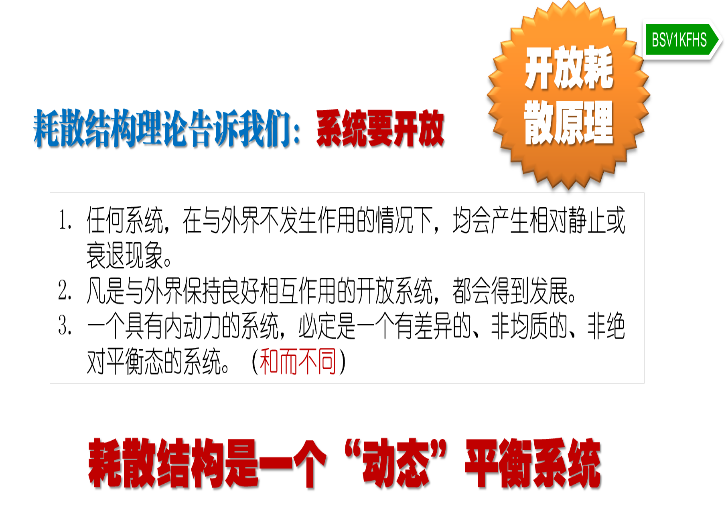 开放耗
散原理
BSV1KFHS
耗散结构理论告诉我们：系统要开放
1. 任何系统，在与外界不发生作用的情况下，均会产生相对静止或
衰退现象。
2. 凡是与外界保持良好相互作用的开放系统，都会得到发展。
3. 一个具有内动力的系统，必定是一个有差异的、非均质的、非绝
对平衡态的系统。（和而不同）
耗散结构是一个“动态”平衡系统